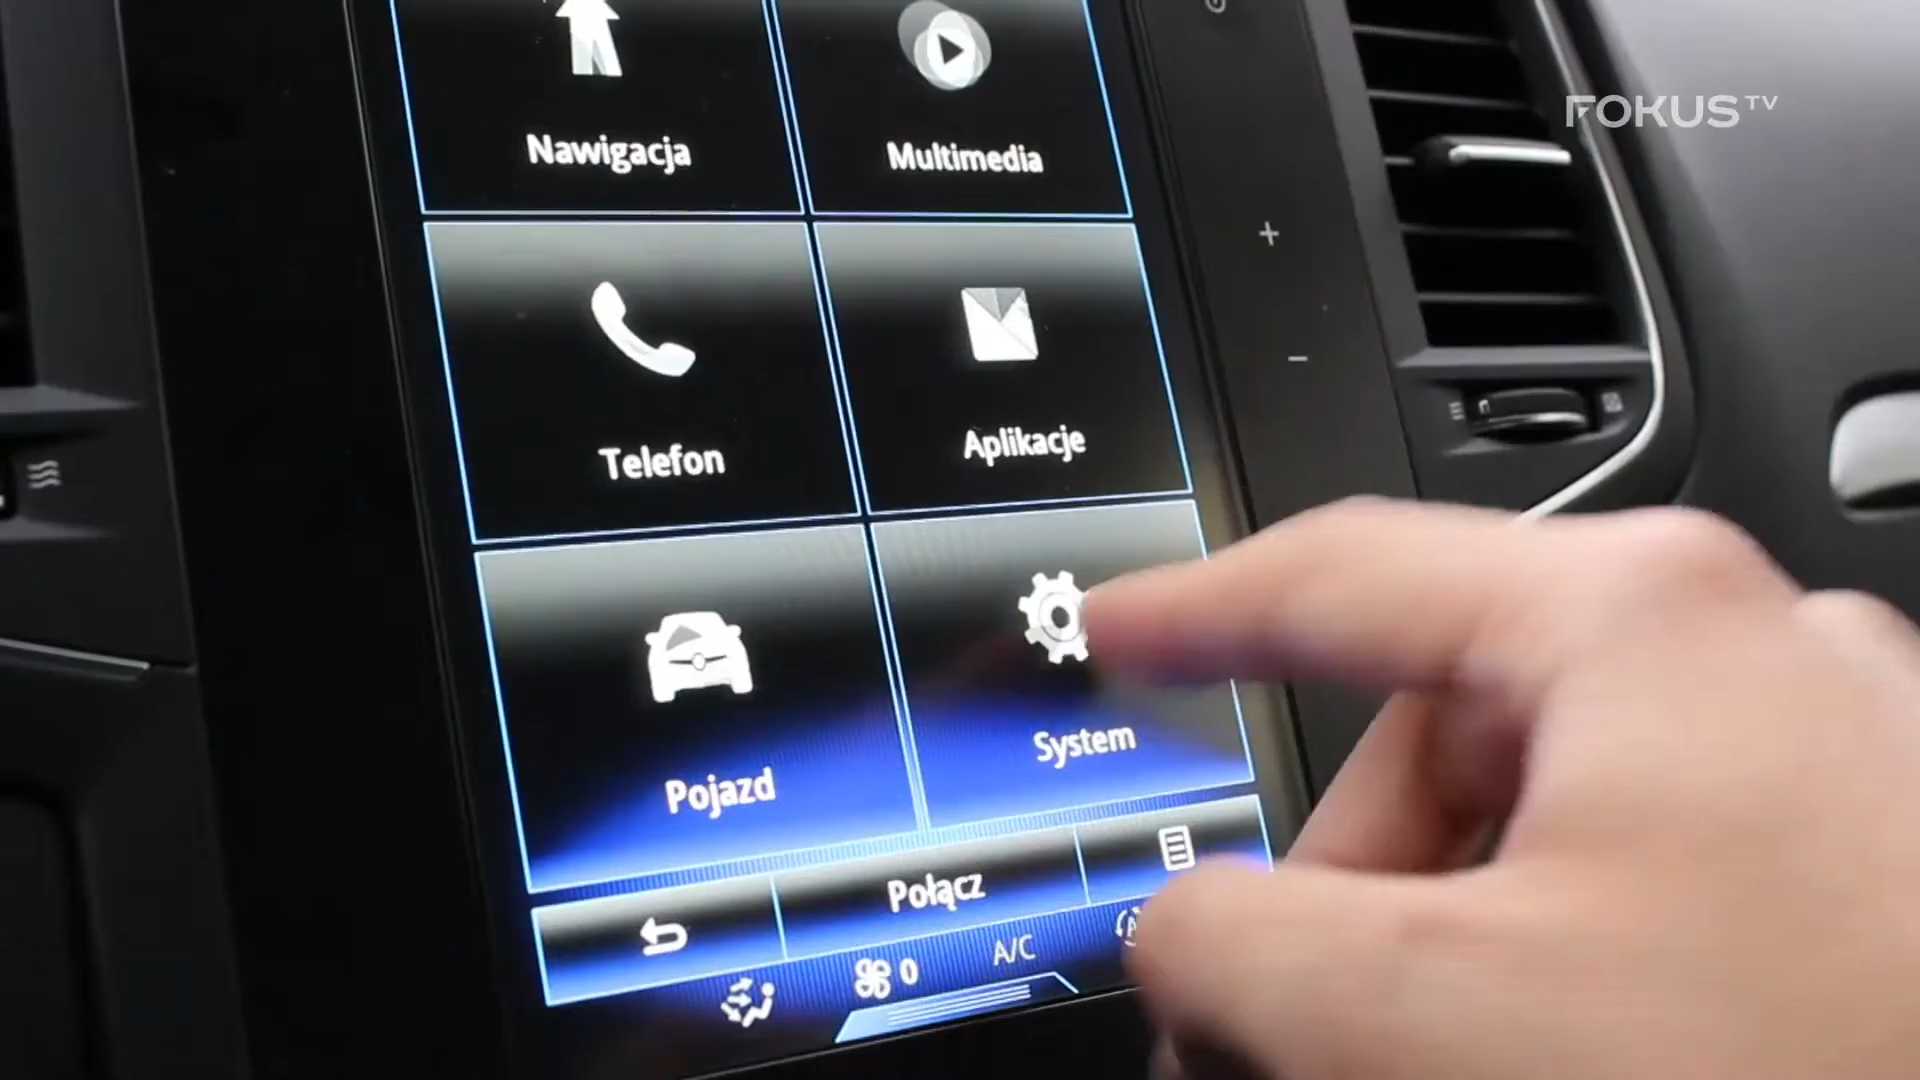 FOKUS TV
Nawigacja
Multimedia
+
-
Telefon
Aplikacje
Pojazd
System
Połącz
0
A/C